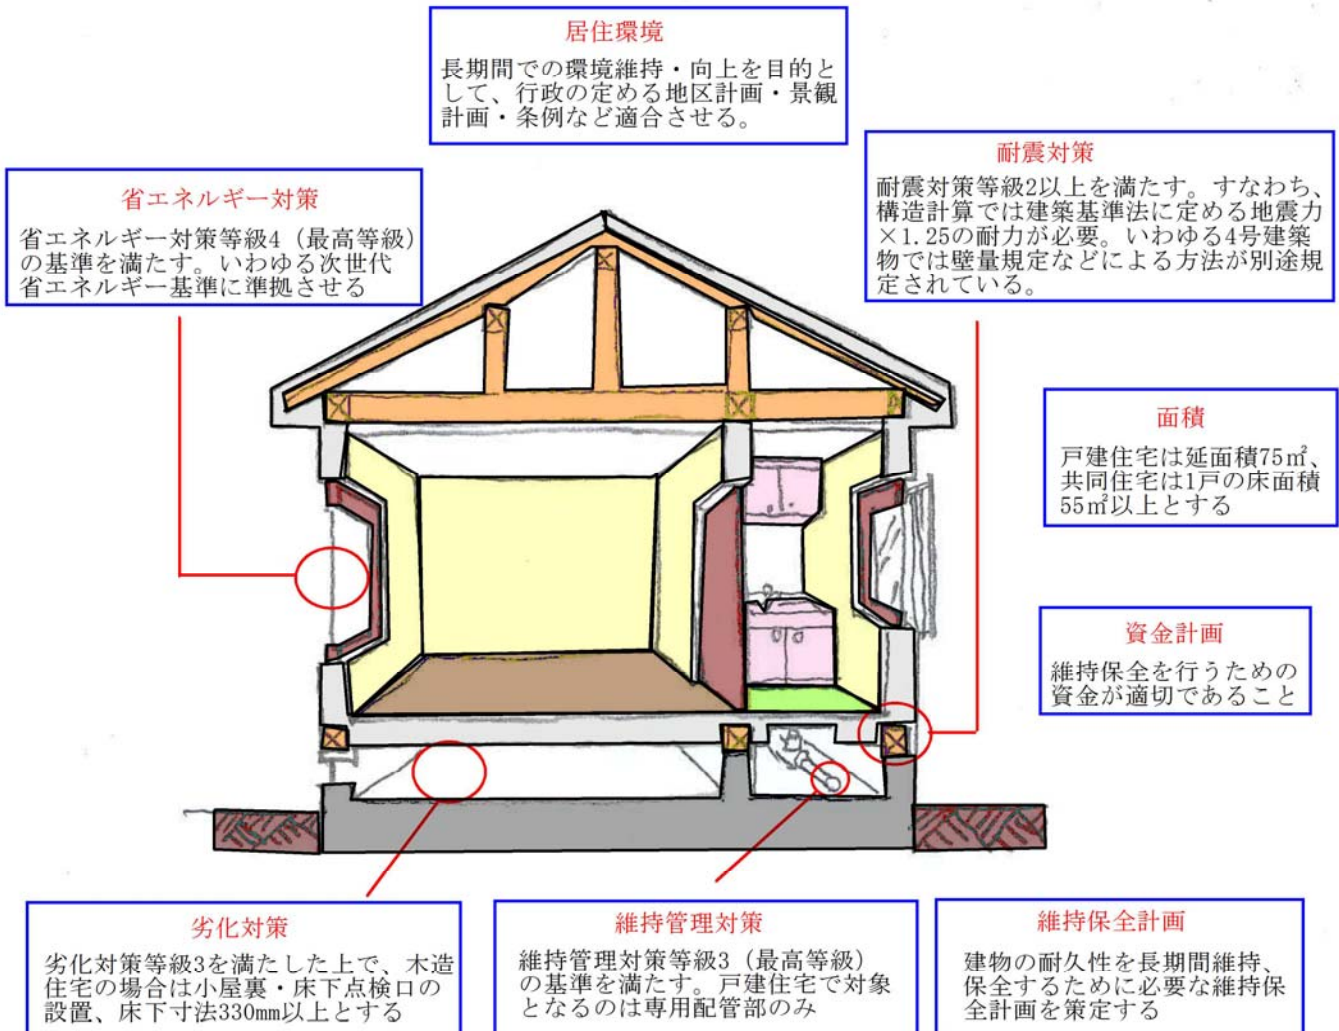 居住環境
長期間での環境維持・向上を目的と
して、行政の定める地区計画・景観
計画・条例など適合させる。
省エネルギー対策
省エネルギー対策等級4（最高等級）
の基準を満たす。いわゆる次世代
省エネルギー基準に準拠させる
耐震対策
耐震対策等級2以上を満たす。すなわち、
構造計算では建築基準法に定める地震力
×1.25の耐力が必要。いわゆる4号建築
物では壁量規定などによる方法が別途規
定されている。
面積
戸建住宅は延面積75㎡、
共同住宅は1戸の床面積
55㎡以上とする
資金計画
維持保全を行うための
資金が適切であること
劣化対策
劣化対策等級3を満たした上で、木造
住宅の場合は小屋裏・床下点検口の
設置、床下寸法330mm以上とする
維持管理対策
維持管理対策等級3（最高等級）
の基準を満たす。戸建住宅で対象
となるのは専用配管部のみ
維持保全計画
建物の耐久性を長期間維持、
保全するために必要な維持保
全計画を策定する